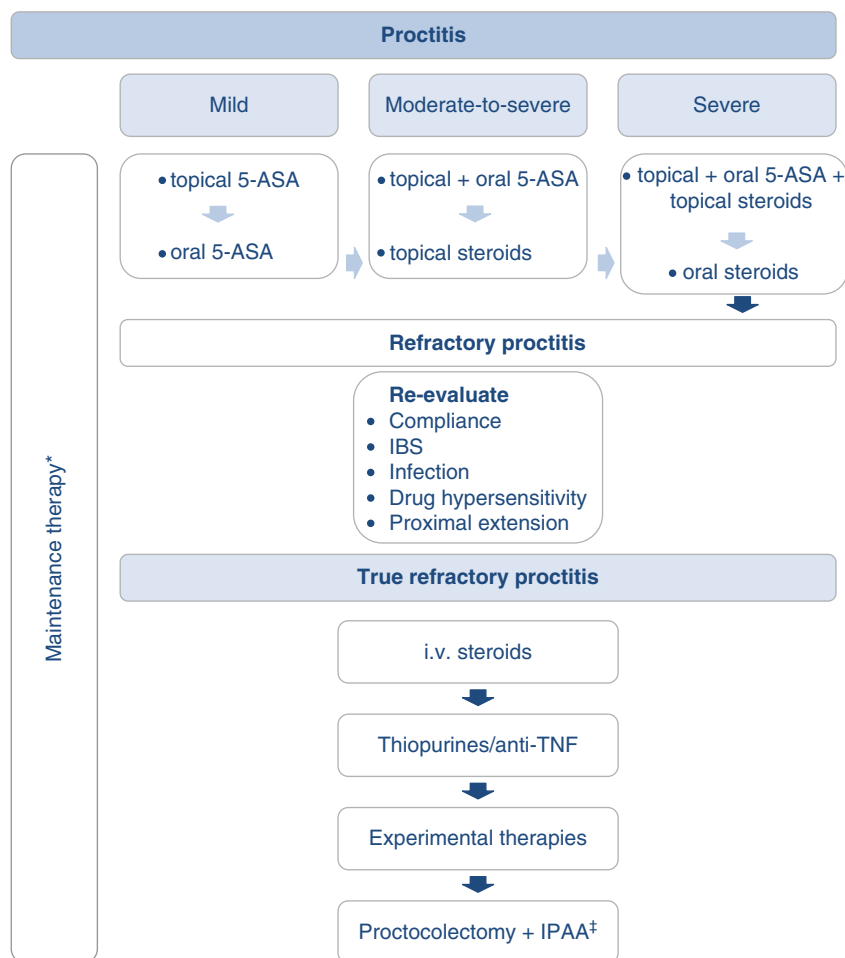 Proctitis
Mild
Moderate-to-severe
Severe
• topical 5-ASA
• oral 5-ASA
• topical + oral 5-ASA
• topical steroids
• topical + oral 5-ASA +
topical steroids
• oral steroids
Maintenance therapy*
Refractory proctitis
Re-evaluate
• Compliance
• IBS
• Infection
• Drug hypersensitivity
• Proximal extension
True refractory proctitis
i.v. steroids
Thiopurines/anti-TNF
Experimental therapies
Proctocolectomy + IPAA‡